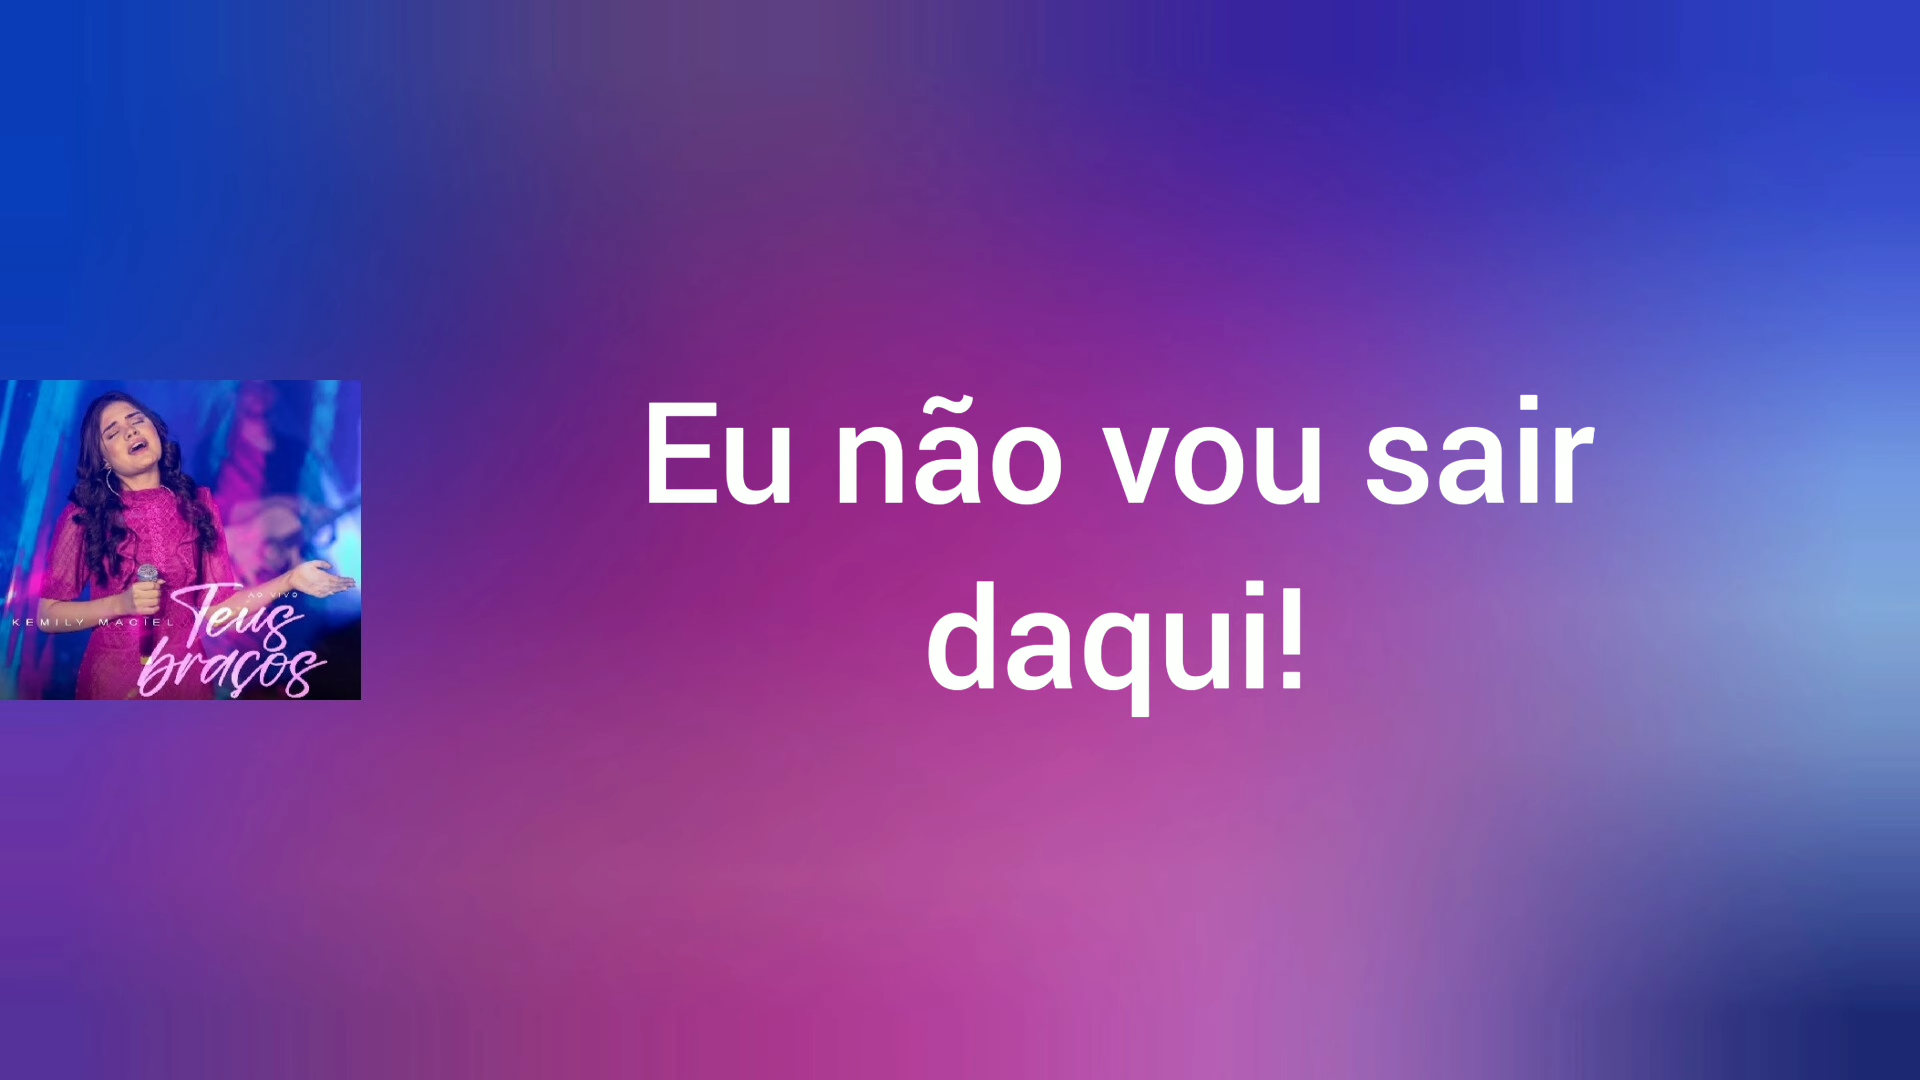 Eu não vou sair
daqui!
AO VIVO
KEMILY MACIEL
Teus
braços